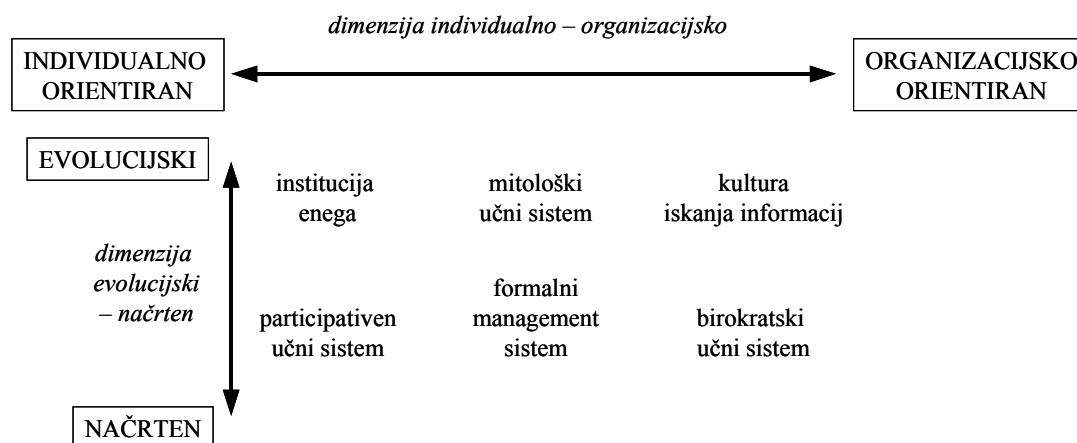 dimenzija individualno – organizacijsko
INDIVIDUALNO
ORIENTIRAN
ORGANIZACIJSKO
ORIENTIRAN
EVOLUCIJSKI
institucija
enega
mitološki
učni sistem
kultura
iskanja informacij
dimenzija
evolucijski
– načrten
participativen
učni sistem
formalni
management
sistem
birokratski
učni sistem
NAČRTEN